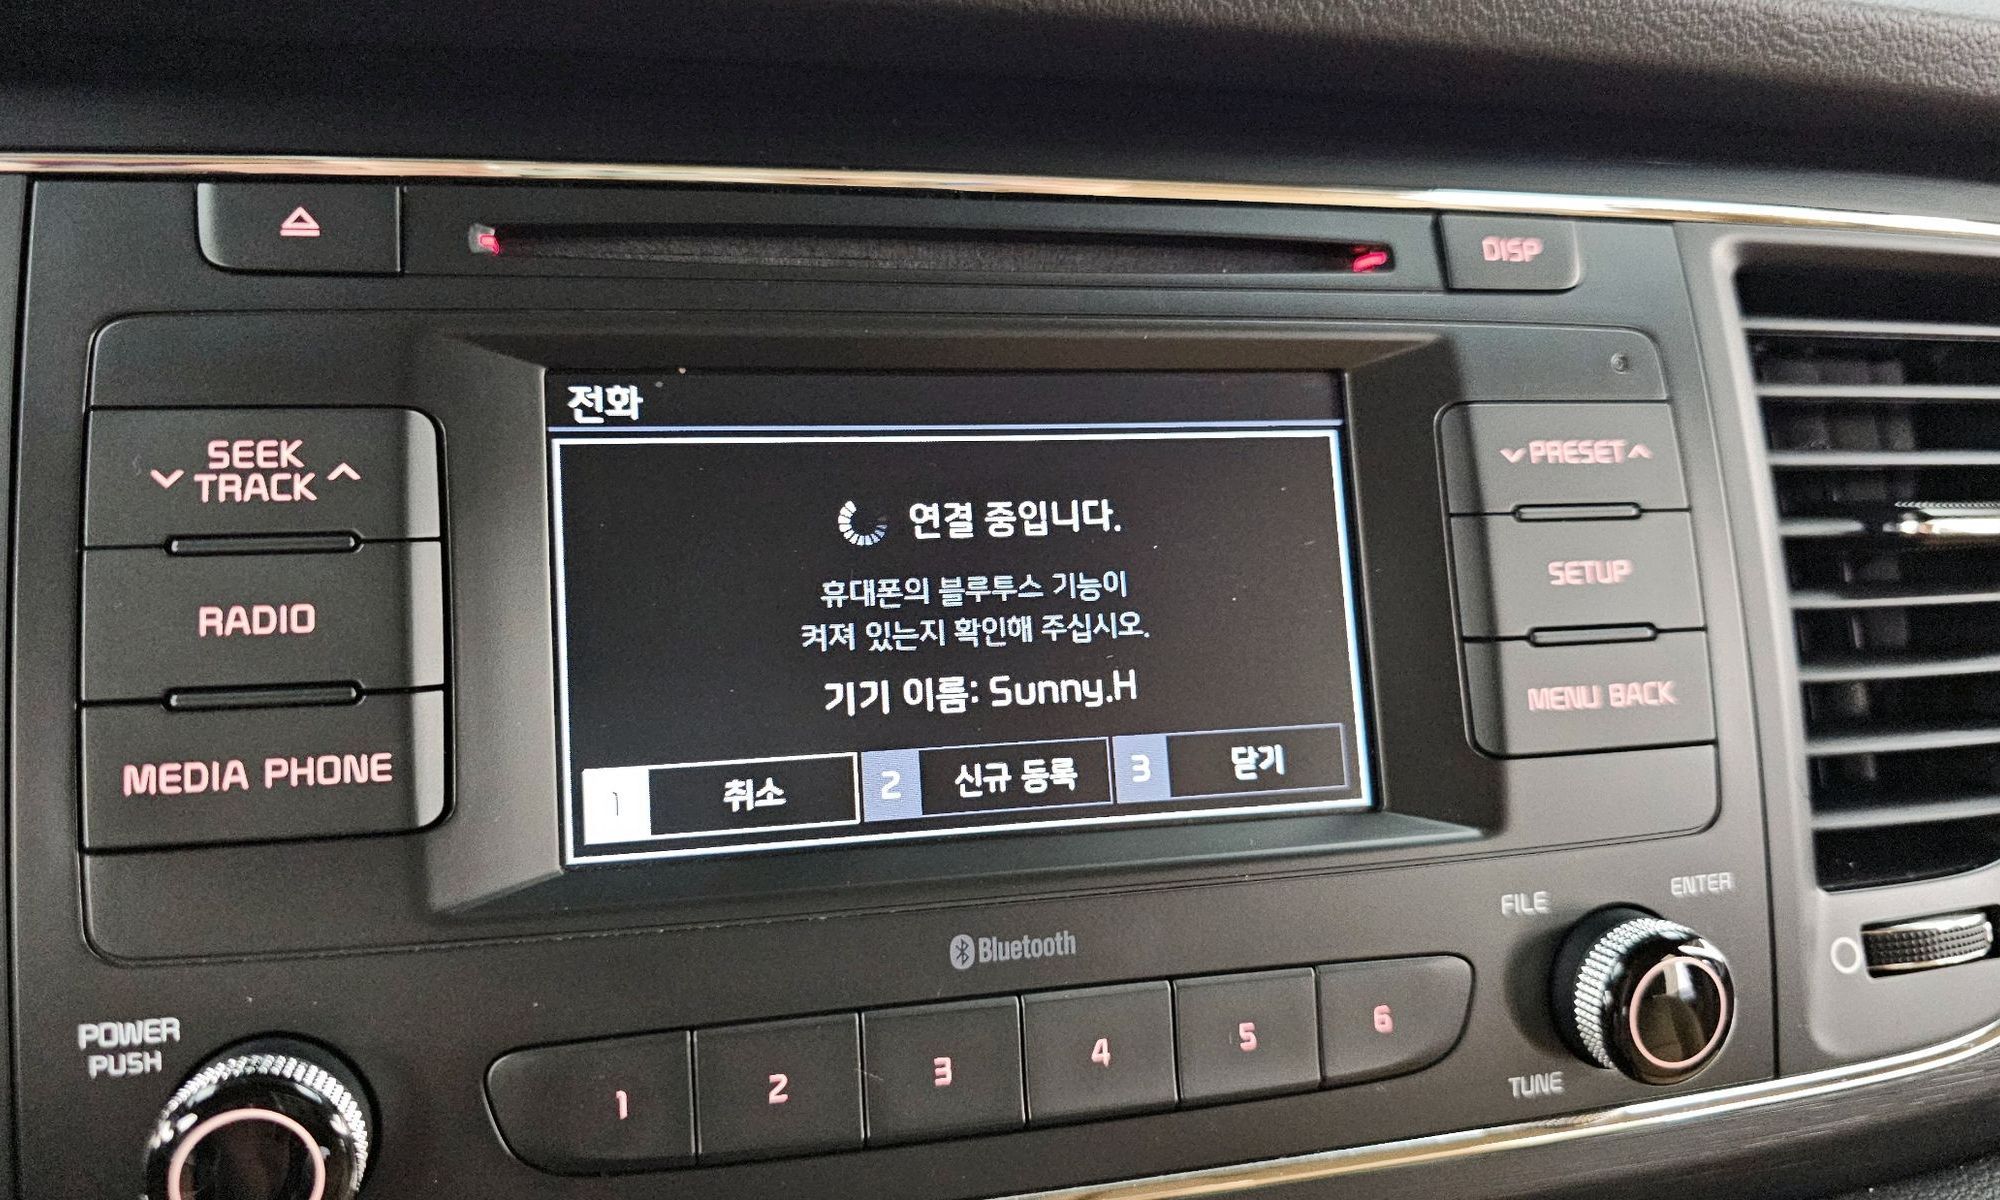 DISP
SEEK
TRACK
RADIO
MEDIA PHONE
전화
연결 중입니다.
휴대폰의 블루투스 기능이
켜져 있는지 확인해 주십시오.
기기 이름: Sunny.H
1 취소 2 신규 등록 3 닫기
PRESET
SETUP
MENU BACK
Bluetooth
POWER
PUSH
1 2 3 4 5 6
FILE
ENTER
TUNE